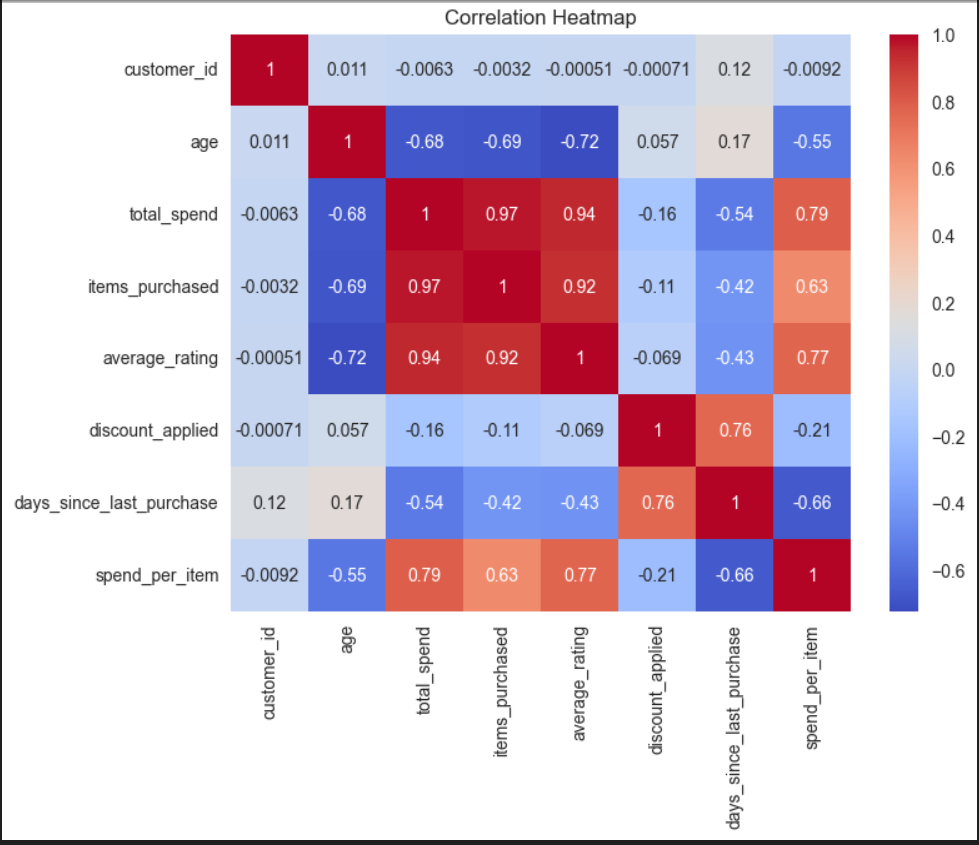 Correlation Heatmap
customer_id 1 0.011 -0.0063 -0.0032 -0.00051 -0.00071 0.12 -0.0092
age 0.011 1 -0.68 -0.69 -0.72 0.057 0.17 -0.55
total_spend -0.0063 -0.68 1 0.97 0.94 -0.16 -0.54 0.79
items_purchased -0.0032 -0.69 0.97 1 0.92 -0.11 -0.42 0.63
average_rating -0.00051 -0.72 0.94 0.92 1 -0.069 -0.43 0.77
discount_applied -0.00071 0.057 -0.16 -0.11 -0.069 1 0.76 -0.21
days_since_last_purchase 0.12 0.17 -0.54 -0.42 -0.43 0.76 1 -0.66
spend_per_item -0.0092 -0.55 0.79 0.63 0.77 -0.21 -0.66 1
customer_id
age
total_spend
items_purchased
average_rating
discount_applied
days_since_last_purchase
spend_per_item
1.0
0.8
0.6
0.4
0.2
0.0
−0.2
−0.4
−0.6